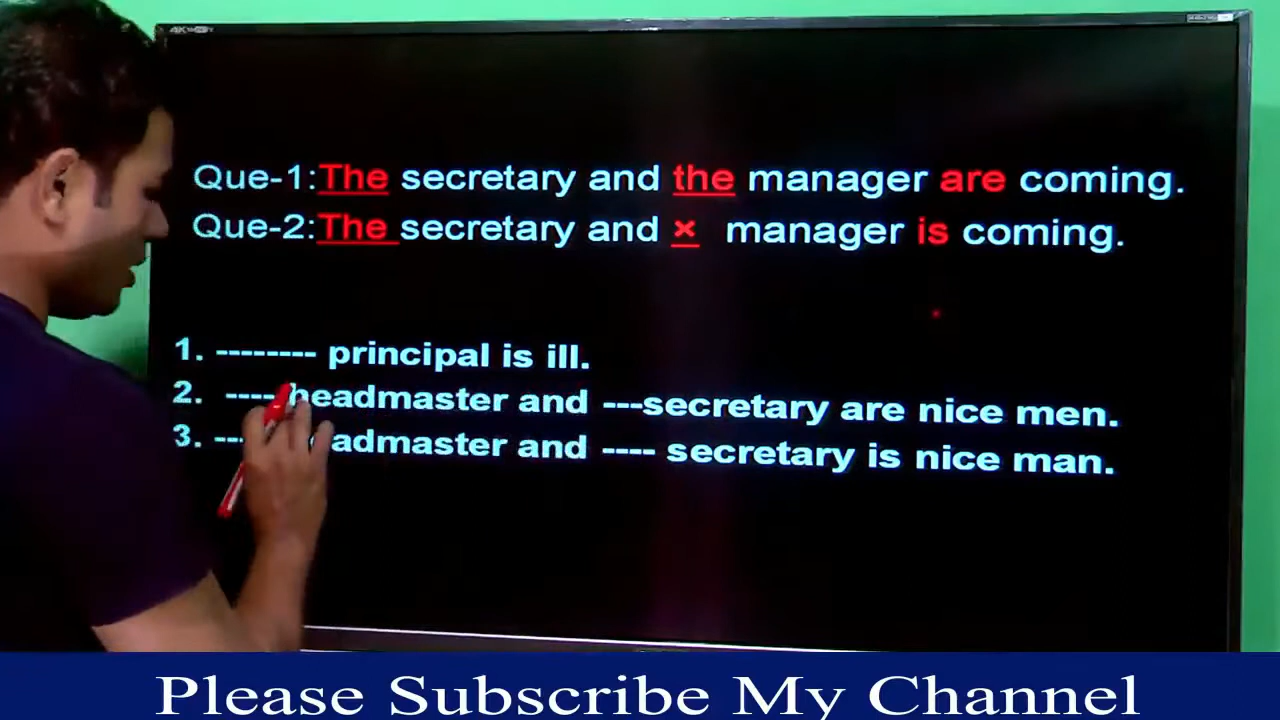 Que-1:The secretary and the manager are coming.
Que-2:The secretary and × manager is coming.
1. -------- principal is ill.
2. ----headmaster and ---secretary are nice men.
3. --- eadmaster and ---- secretary is nice man.
Please Subscribe My Channel